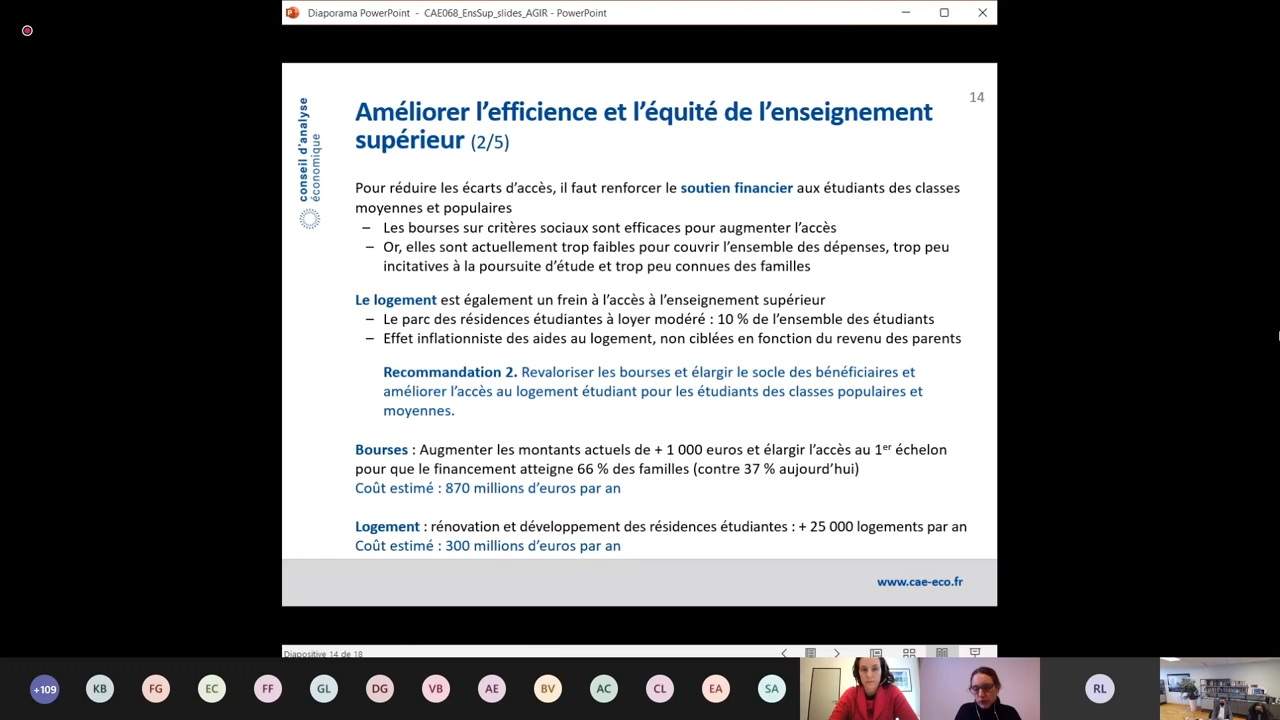 Diaporama PowerPoint - CAE068_EnsSup_slides_AGIR - PowerPoint
14
conseil d'analyse
économique
Améliorer l'efficience et l'équité de l'enseignement
supérieur (2/5)
Pour réduire les écarts d'accès, il faut renforcer le soutien financier aux étudiants des classes
moyennes et populaires
– Les bourses sur critères sociaux sont efficaces pour augmenter l'accès
– Or, elles sont actuellement trop faibles pour couvrir l'ensemble des dépenses, trop peu
incitatives à la poursuite d'étude et trop peu connues des familles
Le logement est également un frein à l'accès à l'enseignement supérieur
– Le parc des résidences étudiantes à loyer modéré : 10 % de l'ensemble des étudiants
– Effet inflationniste des aides au logement, non ciblées en fonction du revenu des parents
Recommandation 2. Revaloriser les bourses et élargir le socle des bénéficiaires et
améliorer l'accès au logement étudiant pour les étudiants des classes populaires et
moyennes.
Bourses : Augmenter les montants actuels de + 1 000 euros et élargir l'accès au 1er échelon
pour que le financement atteigne 66 % des familles (contre 37 % aujourd'hui)
Coût estimé : 870 millions d'euros par an
Logement : rénovation et développement des résidences étudiantes : + 25 000 logements par an
Coût estimé : 300 millions d'euros par an
www.cae-eco.fr
Diapositive 14 de 18
+109 KB FG EC FF GL DG VB AE BV AC CL EA SA RL